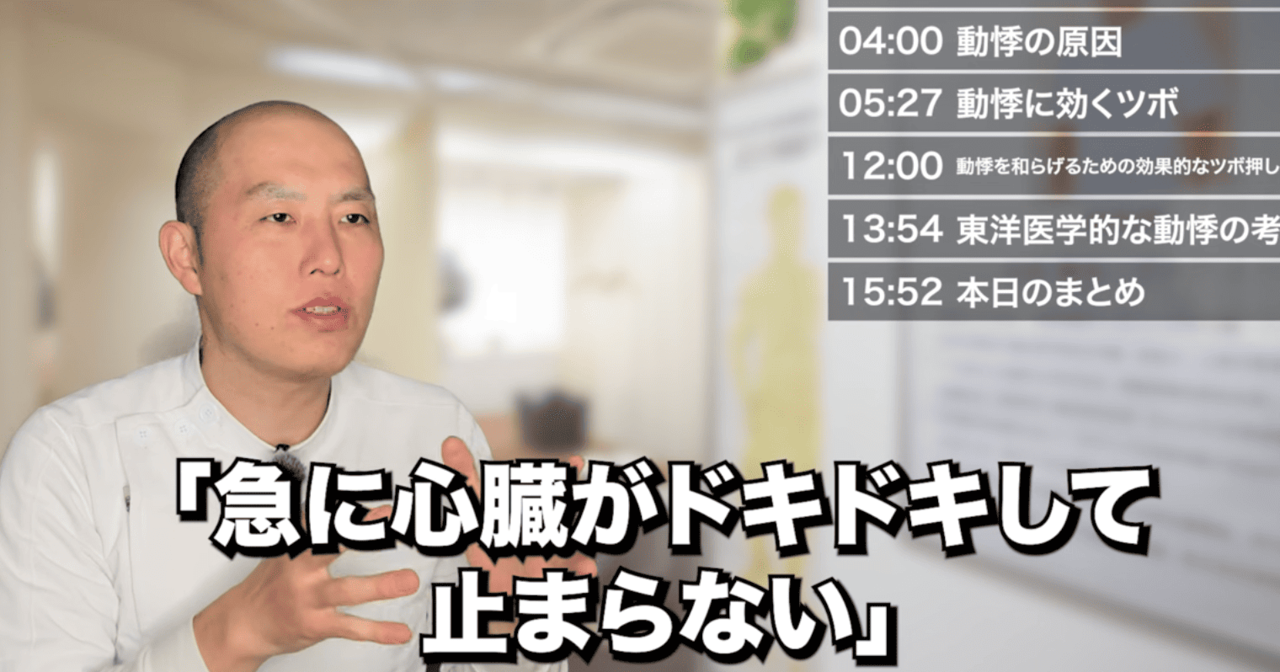 04:00 動悸の原因
05:27 動悸に効くツボ
12:00 動悸を和らげるための効果的なツボ押し
13:54 東洋医学的な動悸の考
15:52 本日のまとめ
「急に心臓がドキドキして
止まらない」